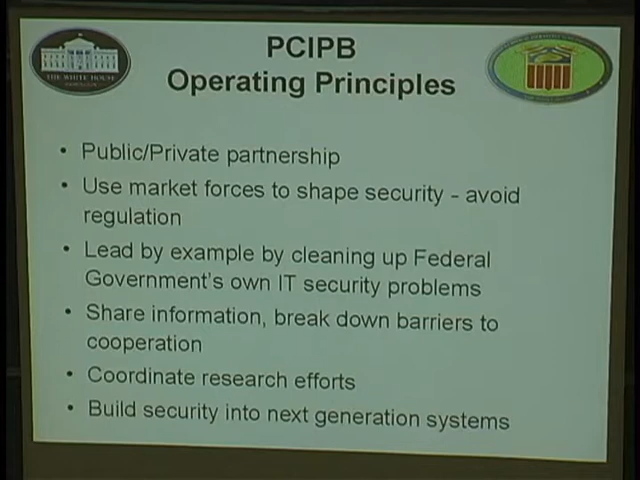 PCIPB
Operating Principles
THE WHITE HOUSE
• Public/Private partnership
• Use market forces to shape security - avoid
regulation
• Lead by example by cleaning up Federal
Government's own IT security problems
• Share information, break down barriers to
cooperation
• Coordinate research efforts
• Build security into next generation systems